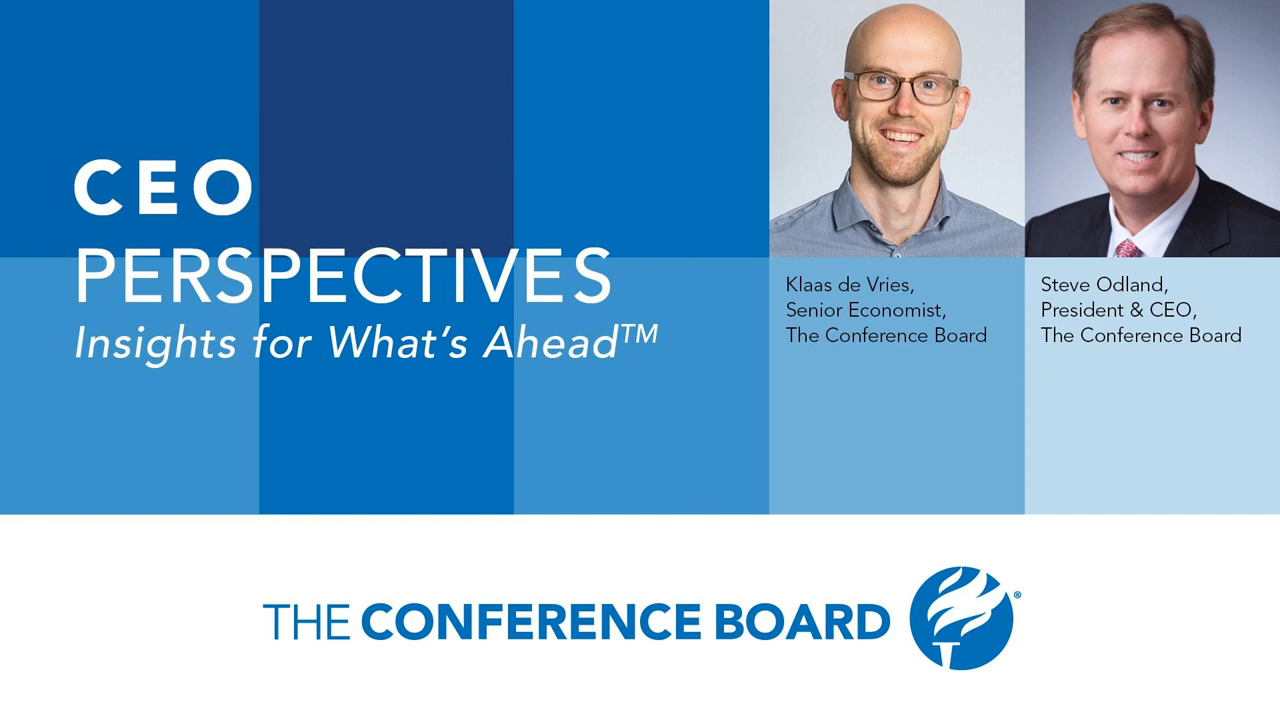 CEO
PERSPECTIVES
Insights for What's Ahead™
Klaas de Vries,
Senior Economist,
The Conference Board
Steve Odland,
President & CEO,
The Conference Board
THE CONFERENCE BOARD®